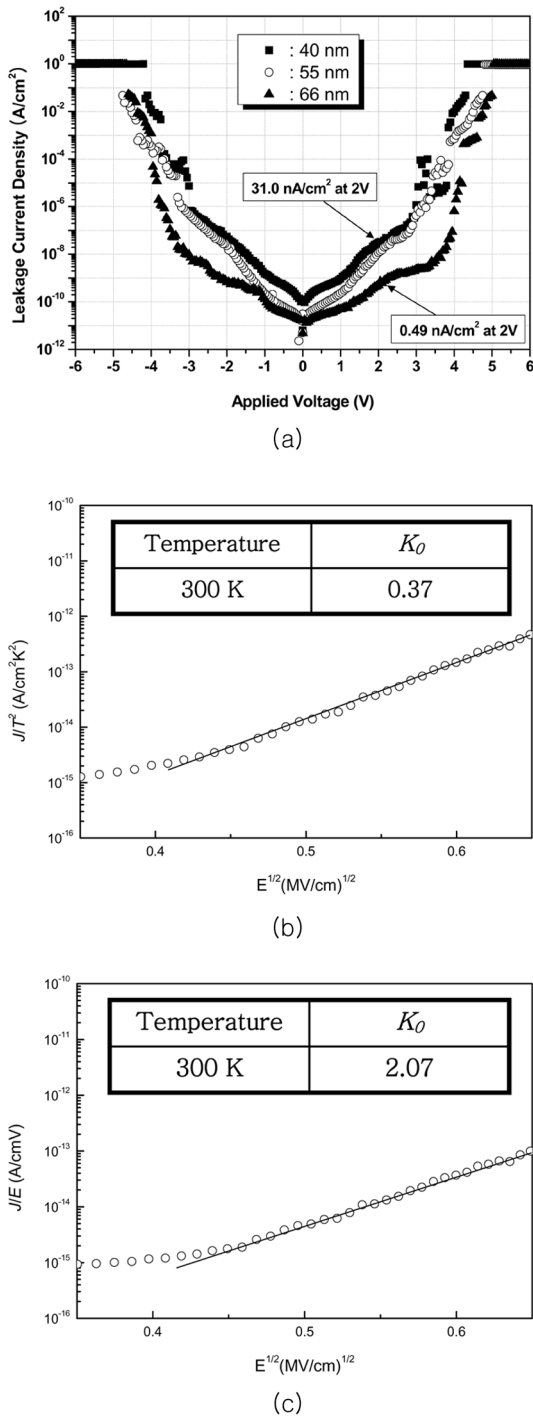 10^2
10^0
10^-2
10^-4
10^-6
10^-8
10^-10
10^-12
Leakage Current Density (A/cm²)
■ : 40 nm
○ : 55 nm
▲ : 66 nm
31.0 nA/cm² at 2V
0.49 nA/cm² at 2V
-6 -5 -4 -3 -2 -1 0 1 2 3 4 5 6
Applied Voltage (V)
(a)
10^-10
10^-11
10^-12
10^-13
10^-14
10^-15
10^-16
J/T² (A/cm²K²)
Temperature K₀
300 K 0.37
0.4 0.5 0.6
E^1/2(MV/cm)^1/2
(b)
10^-10
10^-11
10^-12
10^-13
10^-14
10^-15
10^-16
J/E (A/cmV)
Temperature K₀
300 K 2.07
0.4 0.5 0.6
E^1/2(MV/cm)^1/2
(c)